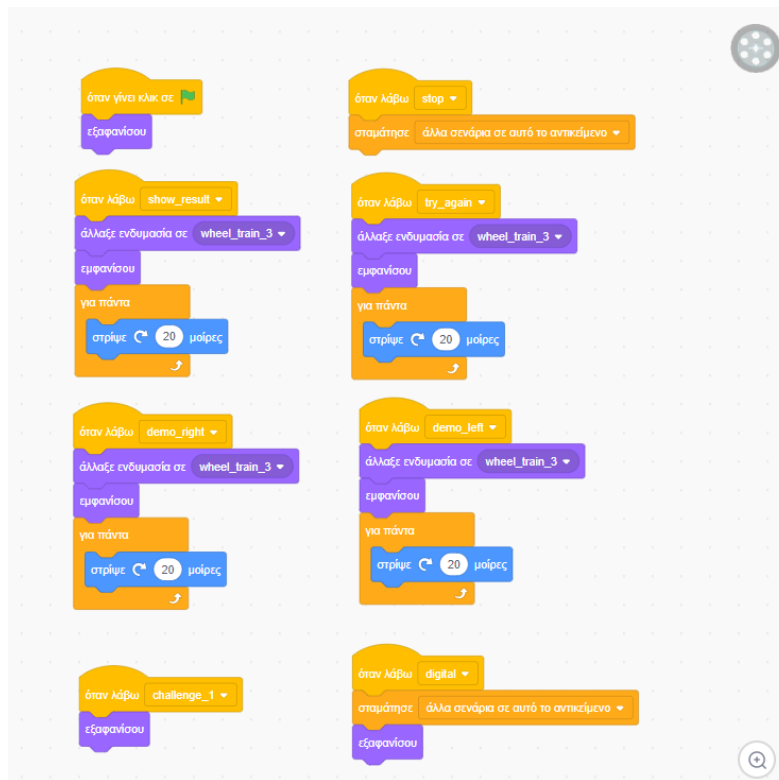 όταν γίνει κλικ σε
εξαφανίσου
όταν λάβω stop
σταμάτησε άλλα σενάρια σε αυτό το αντικείμενο
όταν λάβω show_result
άλλαξε ενδυμασία σε wheel_train_3
εμφανίσου
για πάντα
στρίψε 20 μοίρες
όταν λάβω try_again
άλλαξε ενδυμασία σε wheel_train_3
εμφανίσου
για πάντα
στρίψε 20 μοίρες
όταν λάβω demo_right
άλλαξε ενδυμασία σε wheel_train_3
εμφανίσου
για πάντα
στρίψε 20 μοίρες
όταν λάβω demo_left
άλλαξε ενδυμασία σε wheel_train_3
εμφανίσου
για πάντα
στρίψε 20 μοίρες
όταν λάβω challenge_1
εξαφανίσου
όταν λάβω digital
σταμάτησε άλλα σενάρια σε αυτό το αντικείμενο
εξαφανίσου